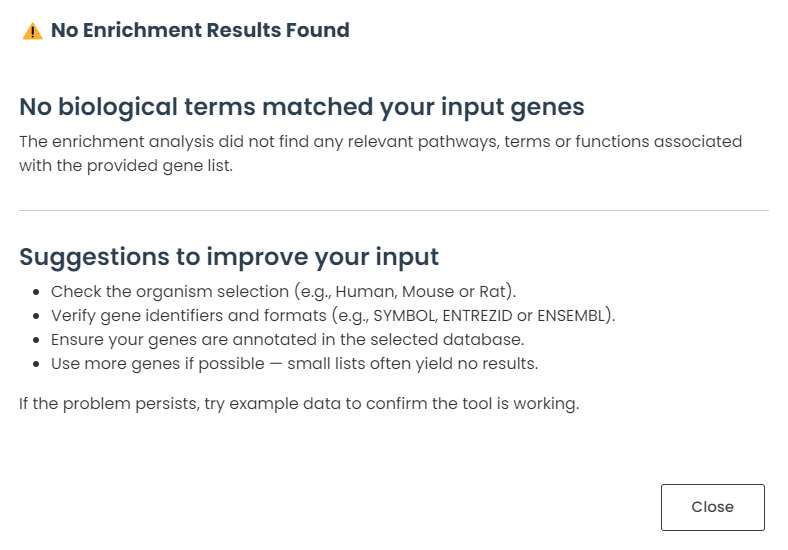 ⚠ No Enrichment Results Found
No biological terms matched your input genes
The enrichment analysis did not find any relevant pathways, terms or functions associated
with the provided gene list.
Suggestions to improve your input
• Check the organism selection (e.g., Human, Mouse or Rat).
• Verify gene identifiers and formats (e.g., SYMBOL, ENTREZID or ENSEMBL).
• Ensure your genes are annotated in the selected database.
• Use more genes if possible — small lists often yield no results.
If the problem persists, try example data to confirm the tool is working.
Close